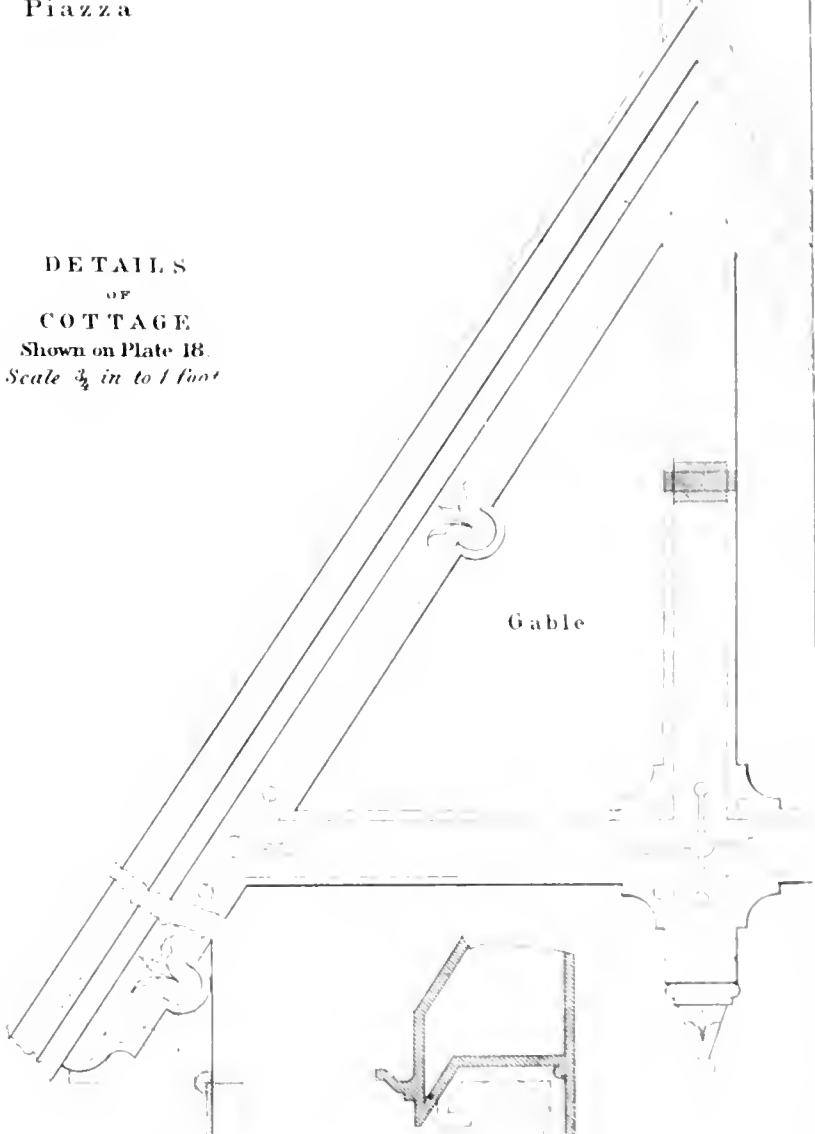 Piazza
DETAILS
OF
COTTAGE
Shown on Plate 18.
Scale ¾ in to 1 foot
Gable